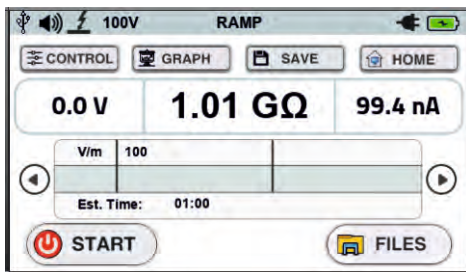 100V RAMP
CONTROL GRAPH SAVE HOME
0.0 V 1.01 GΩ 99.4 nA
V/m 100
Est. Time: 01:00
START FILES